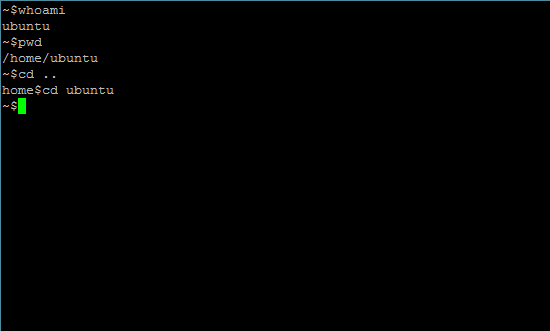 ~$whoami
ubuntu
~$pwd
/home/ubuntu
~$cd ..
home$cd ubuntu
~$